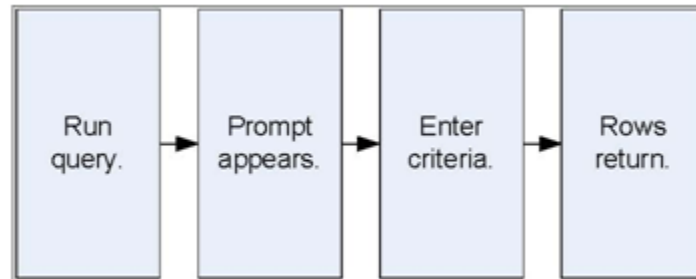 Run
query.
Prompt
appears.
Enter
criteria.
Rows
return.